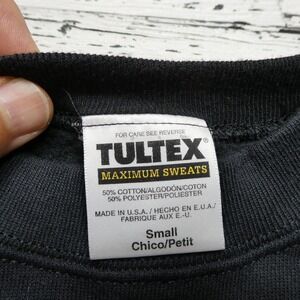 FOR CARE SEE REVERSE
TULTEX®
MAXIMUM SWEATS
50% COTTON/ALGODÓN/COTON
50% POLYESTER/POLIESTER
MADE IN U.S.A. / HECHO EN E.U.A./
FABRIQUE AUX E.-U.
Small
Chico/Petit